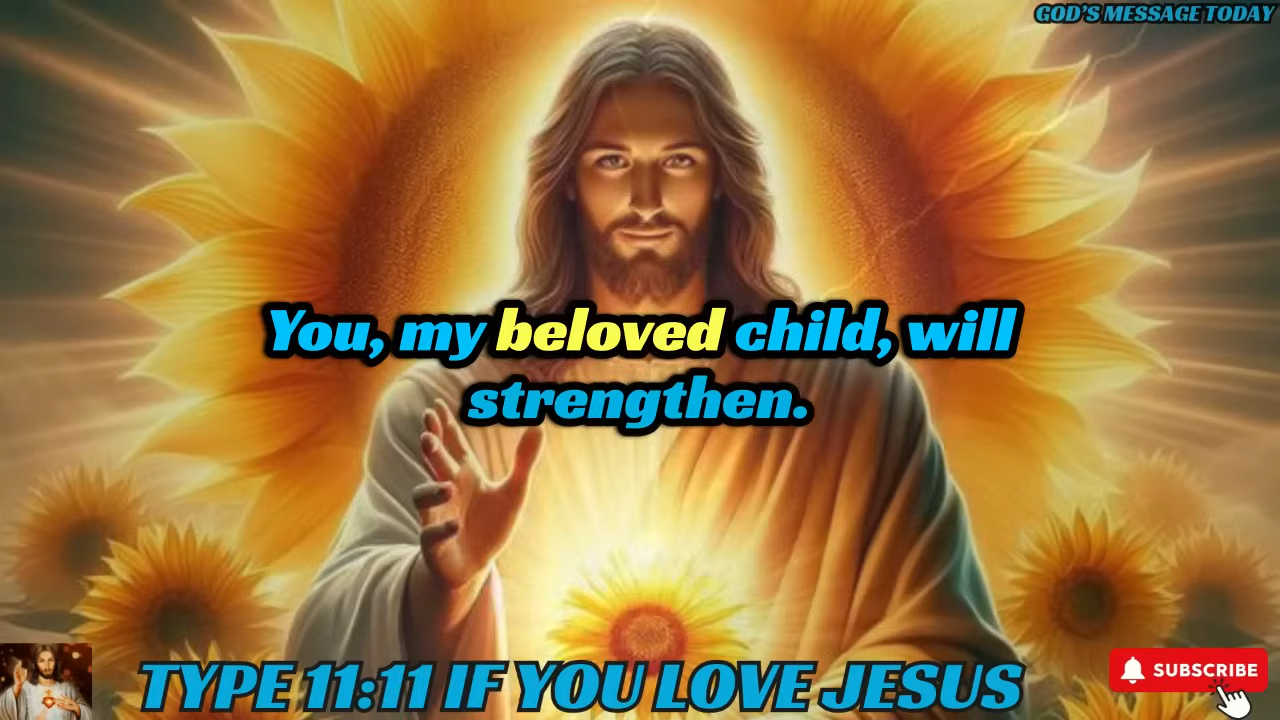 GOD'S MESSAGE TODAY
You, my beloved child, will
strengthen.
TYPE 11:11 IF YOU LOVE JESUS
SUBSCRIBE